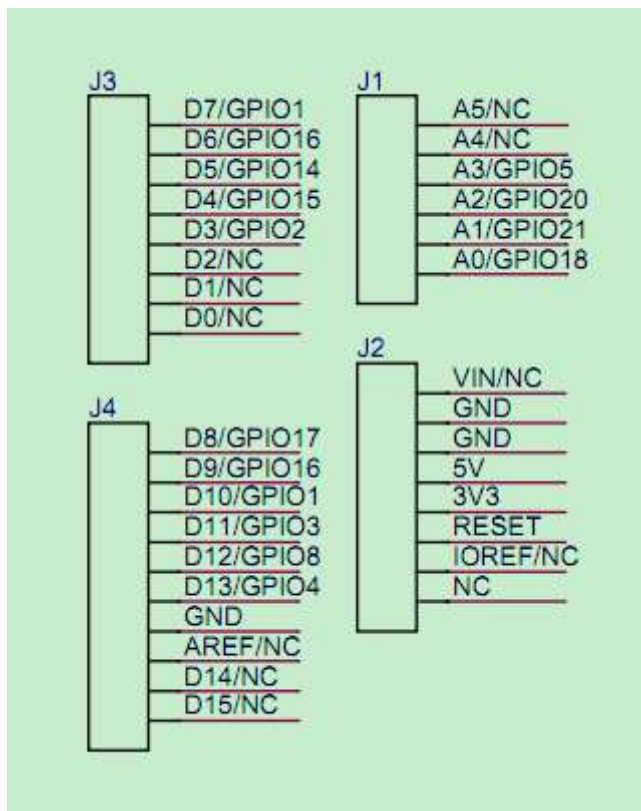 J3
D7/GPIO1
D6/GPIO16
D5/GPIO14
D4/GPIO15
D3/GPIO2
D2/NC
D1/NC
D0/NC
J4
D8/GPIO17
D9/GPIO16
D10/GPIO1
D11/GPIO3
D12/GPIO8
D13/GPIO4
GND
AREF/NC
D14/NC
D15/NC
J1
A5/NC
A4/NC
A3/GPIO5
A2/GPIO20
A1/GPIO21
A0/GPIO18
J2
VIN/NC
GND
GND
5V
3V3
RESET
IOREF/NC
NC